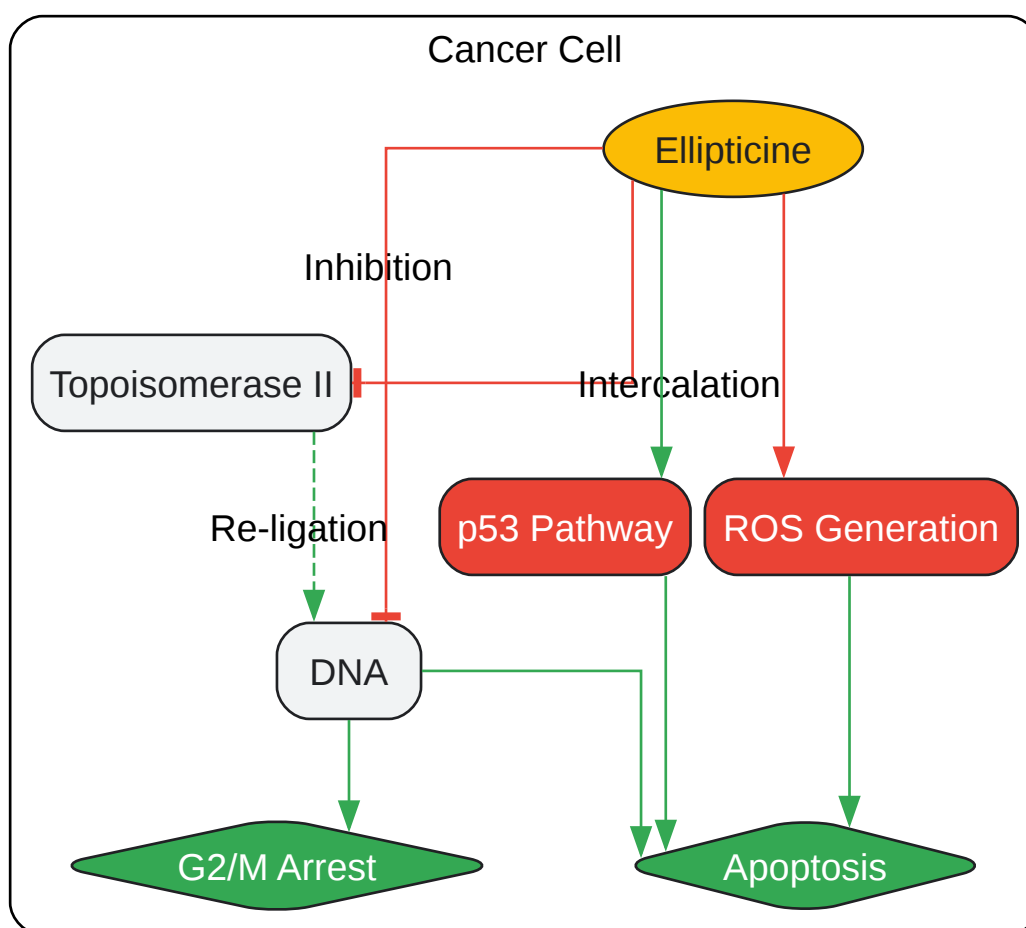 Cancer Cell
Ellipticine
Inhibition
Topoisomerase II
Intercalation
Re-ligation
p53 Pathway
ROS Generation
DNA
G2/M Arrest
Apoptosis